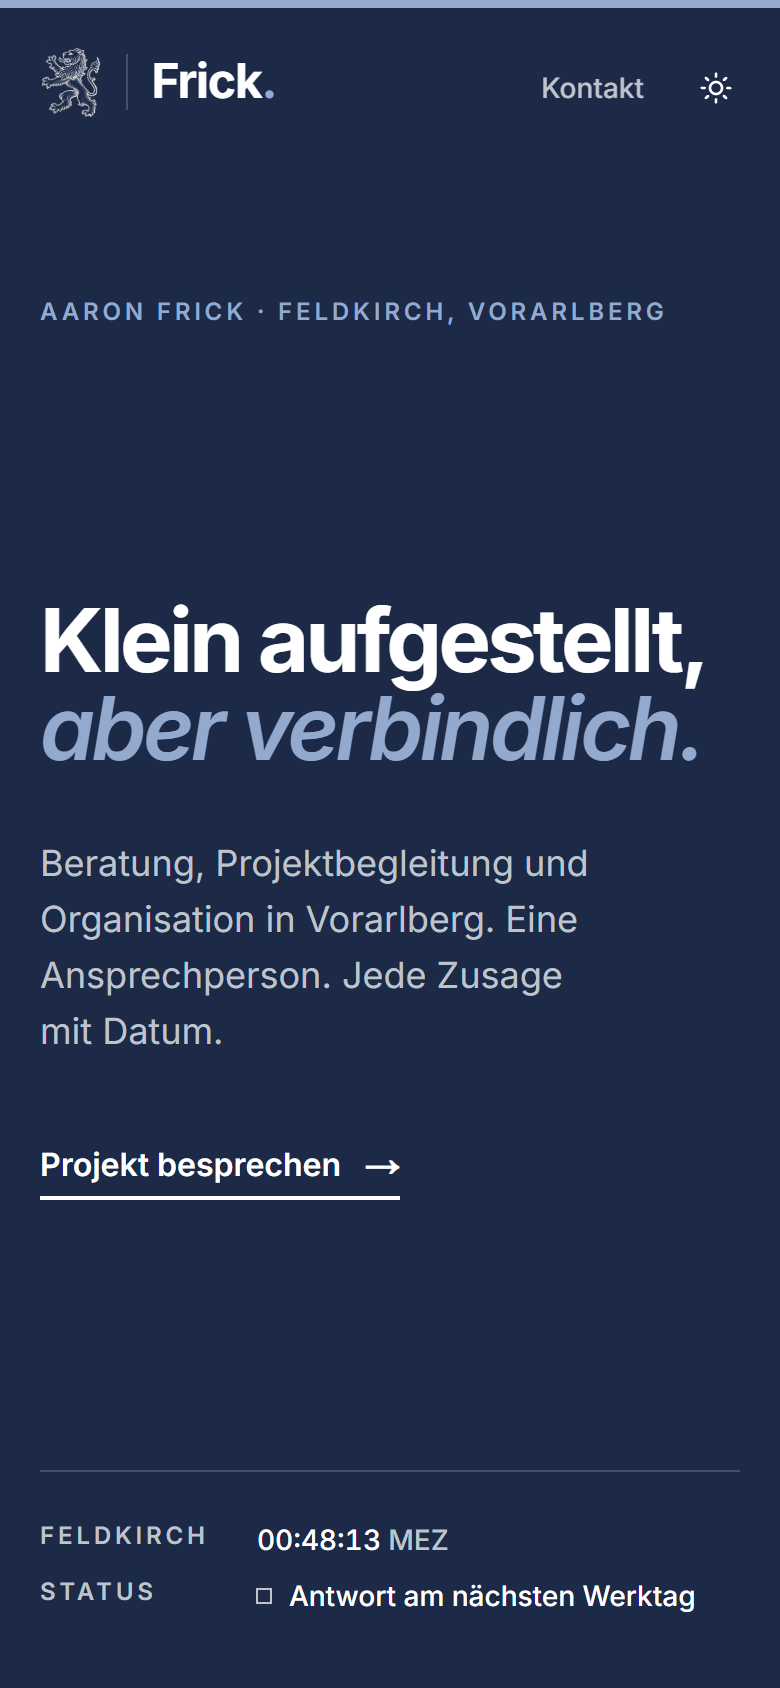 Frick.
Kontakt
AARON FRICK · FELDKIRCH, VORARLBERG
Klein aufgestellt,
aber verbindlich.
Beratung, Projektbegleitung und
Organisation in Vorarlberg. Eine
Ansprechperson. Jede Zusage
mit Datum.
Projekt besprechen →
FELDKIRCH 00:48:13 MEZ
STATUS Antwort am nächsten Werktag